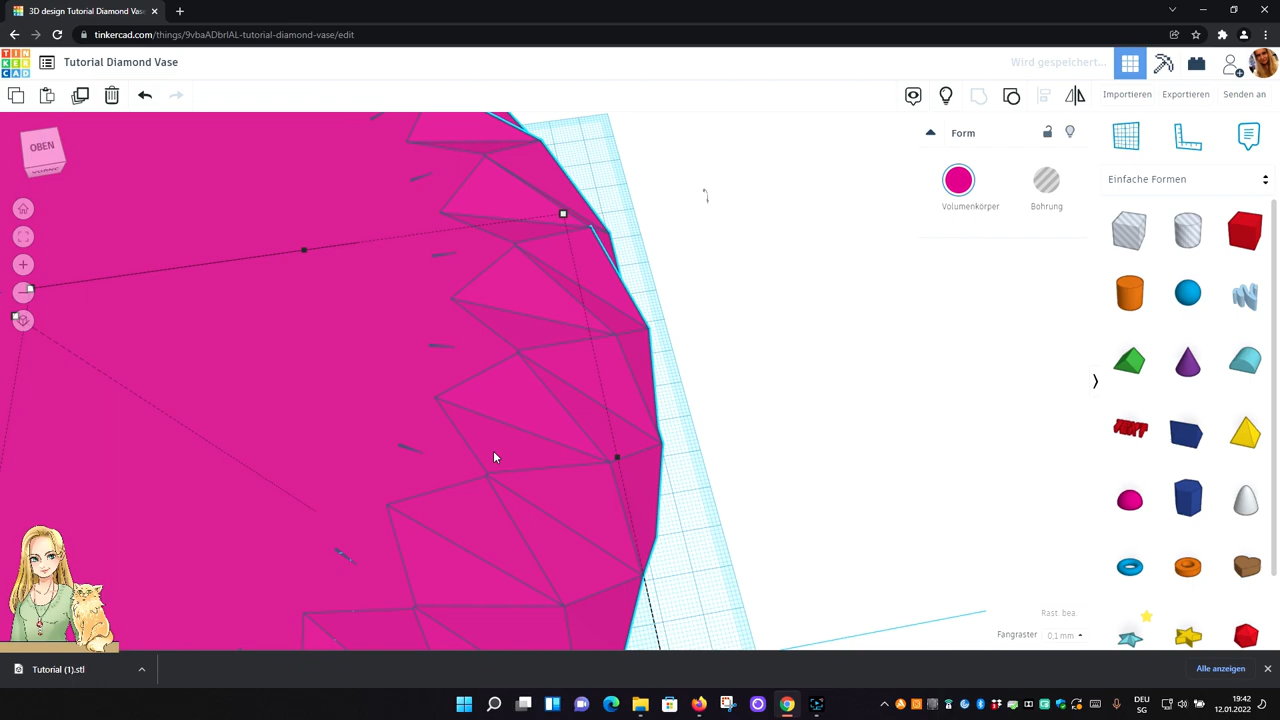 3D design Tutorial Diamond Vas
tinkercad.com/things/9vbaADbrIAL-tutorial-diamond-vase/edit
TIN
KER
CAD
Tutorial Diamond Vase
Wird gespeichert...
Importieren
Exportieren
Senden an
OBEN
Form
Volumenkörper
Bohrung
Einfache Formen
TEXT
Rast. bea.
Fangraster
0,1 mm
Tutorial (1).stl
Alle anzeigen
DEU
SG
19:42
12.01.2022